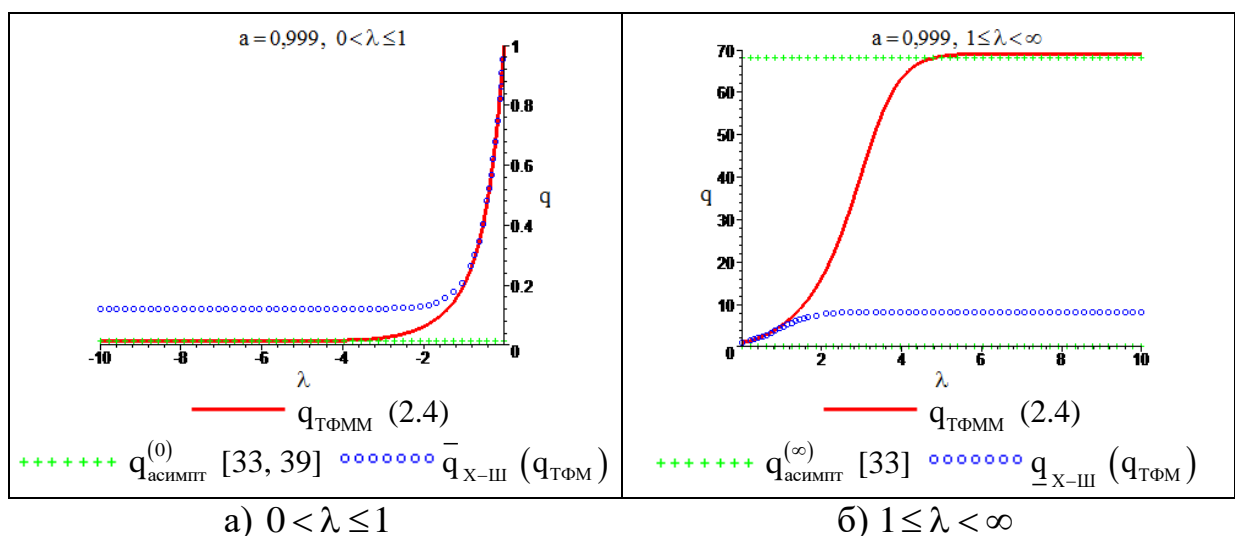 a = 0,999, 0 < λ ≤ 1
1
0.8
0.6
q
0.4
0.2
0
-10 -8 -6 -4 -2
λ
q_ТФММ (2.4)
q_асимпт^(0) [33, 39] q̅_Х–Ш (q_ТФМ)
а) 0 < λ ≤ 1
a = 0,999, 1 ≤ λ < ∞
70
60
50
40
q
30
20
10
0
2 4 6 8 10
λ
q_ТФММ (2.4)
q_асимпт^(∞) [33] q̲_Х–Ш (q_ТФМ)
б) 1 ≤ λ < ∞